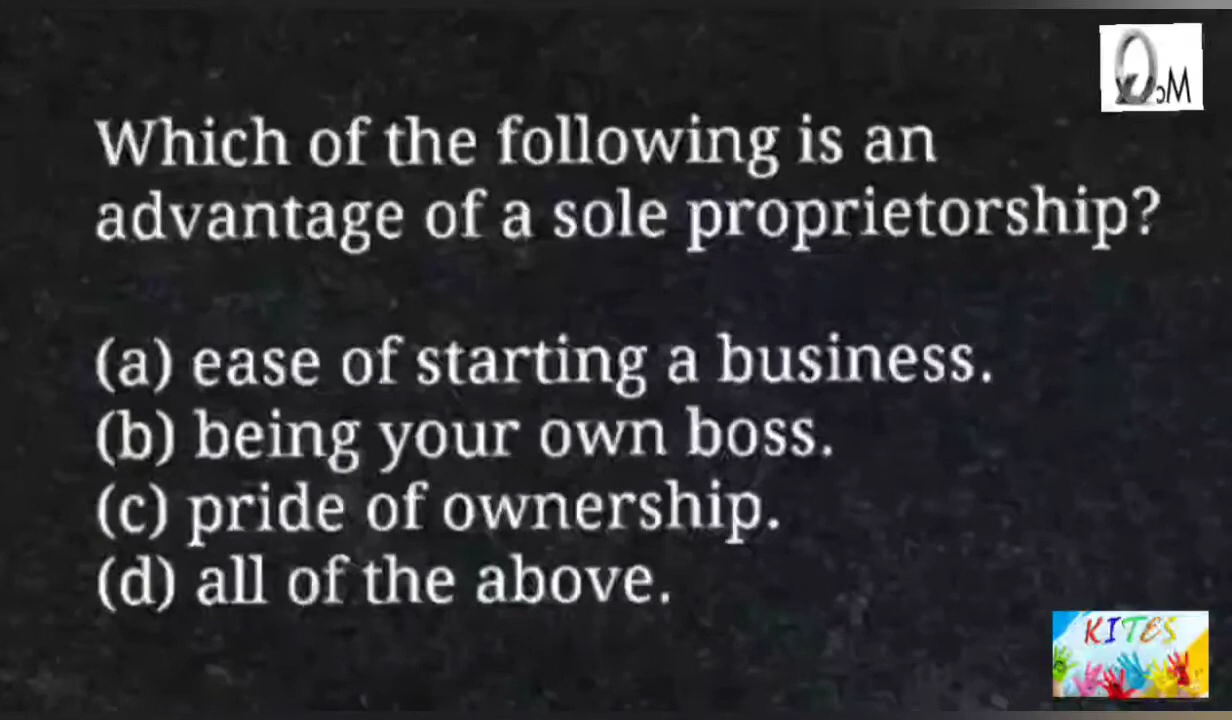 Which of the following is an
advantage of a sole proprietorship?
(a) ease of starting a business.
(b) being your own boss.
(c) pride of ownership.
(d) all of the above.
KITES